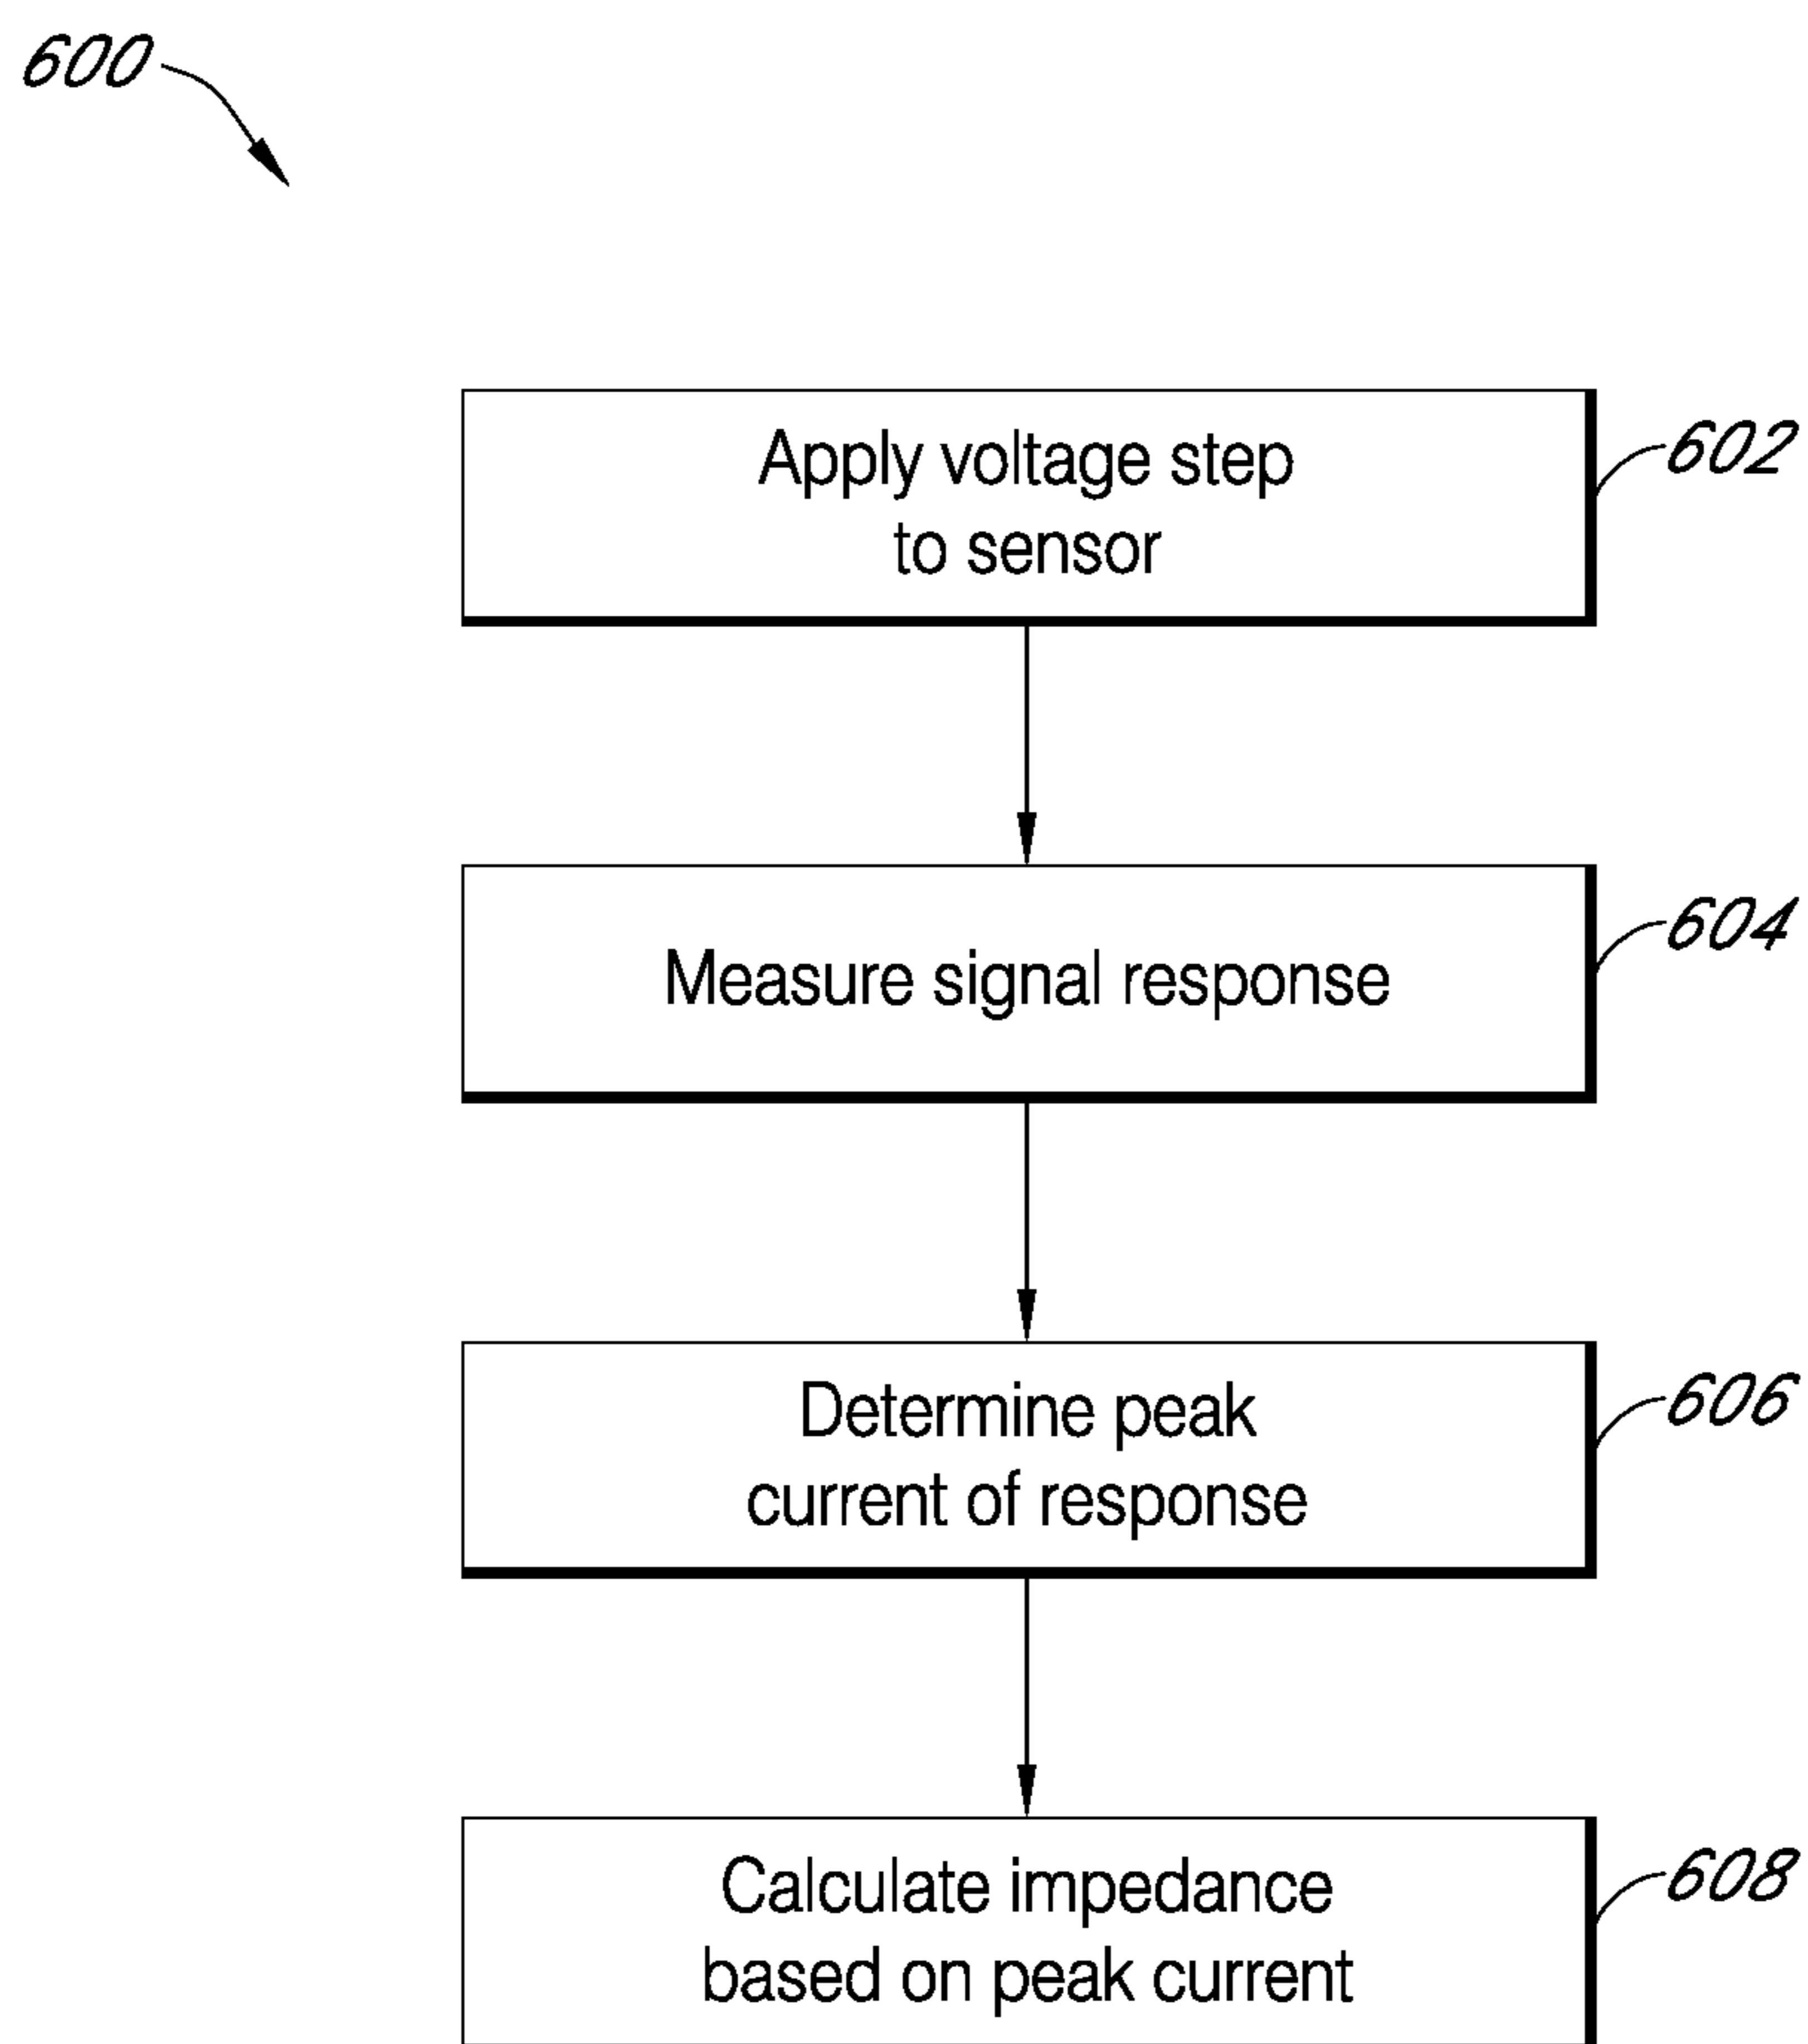 600
Apply voltage step
to sensor
602
Measure signal response
604
Determine peak
current of response
606
Calculate impedance
based on peak current
608